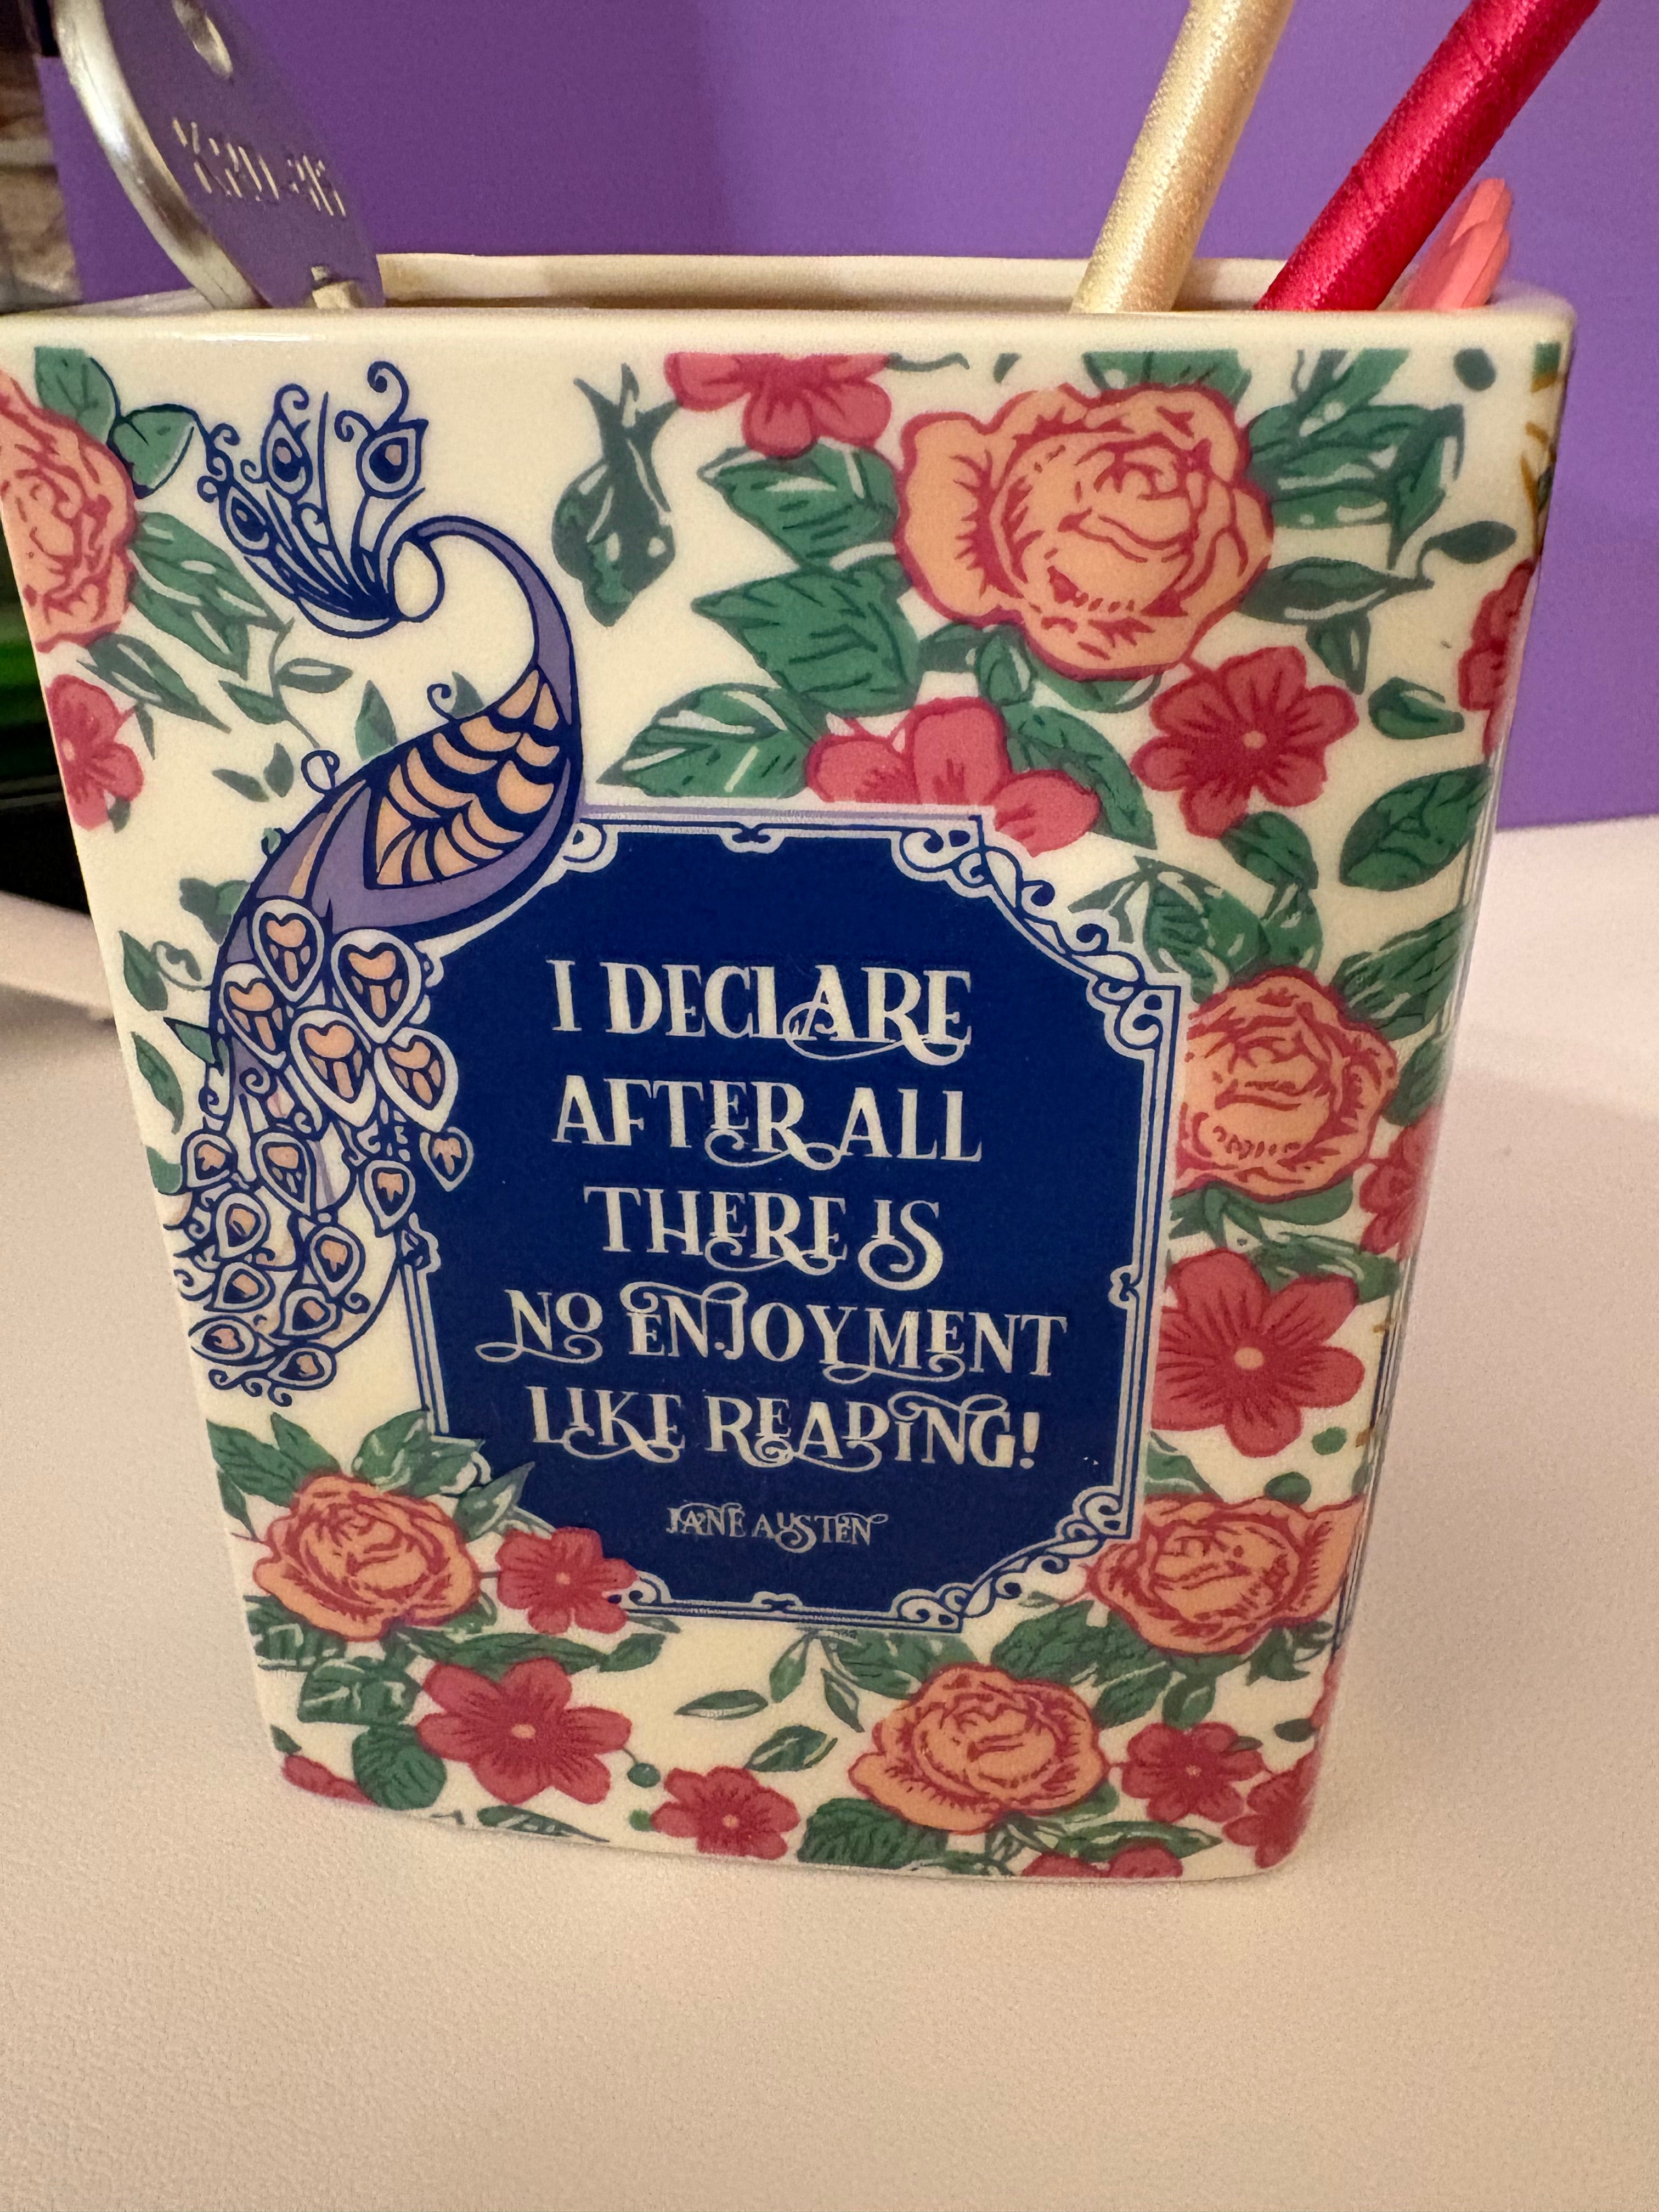 I DECLARE
AFTER ALL
THERE IS
NO ENJOYMENT
LIKE READING!
JANE AUSTEN